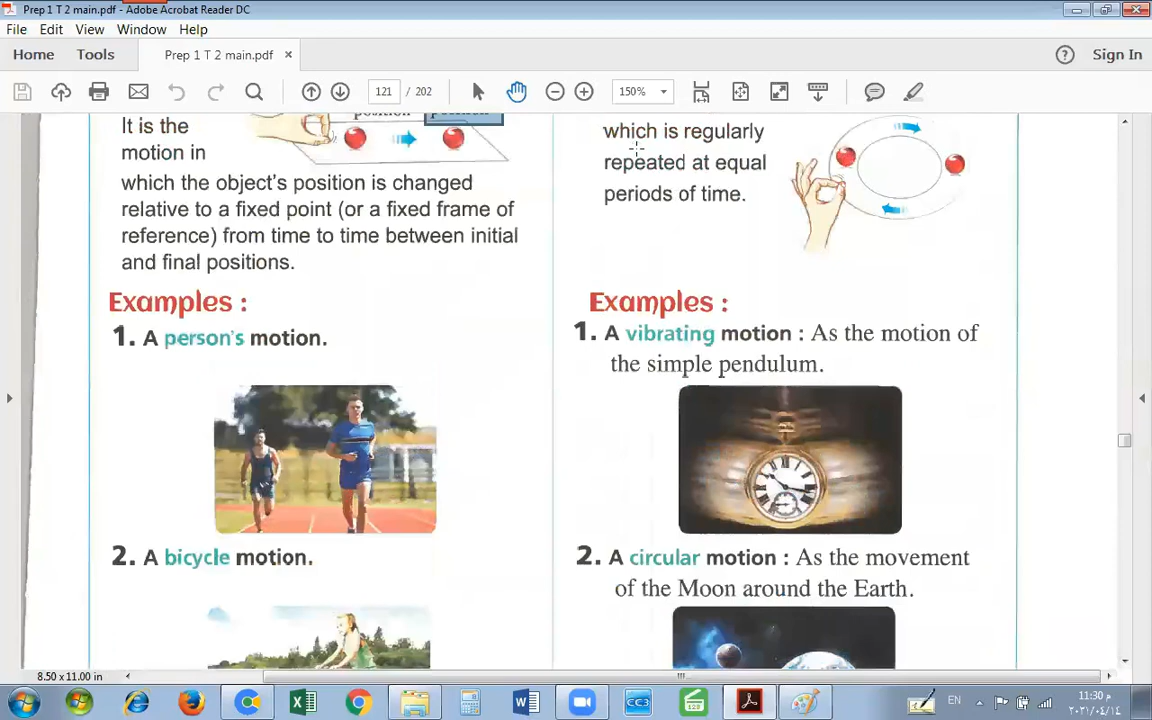 Prep 1 T 2 main.pdf - Adobe Acrobat Reader DC
File Edit View Window Help
Home Tools Prep 1 T 2 main.pdf × Sign In
121 / 202 150%
It is the
motion in
which the object's position is changed
relative to a fixed point (or a fixed frame of
reference) from time to time between initial
and final positions.
Examples :
1. A person's motion.
2. A bicycle motion.
which is regularly
repeated at equal
periods of time.
Examples :
1. A vibrating motion : As the motion of
the simple pendulum.
2. A circular motion : As the movement
of the Moon around the Earth.
8.50 x 11.00 in
CC3 123 EN
11:30 م
٢٠٢١/٠٤/١٤